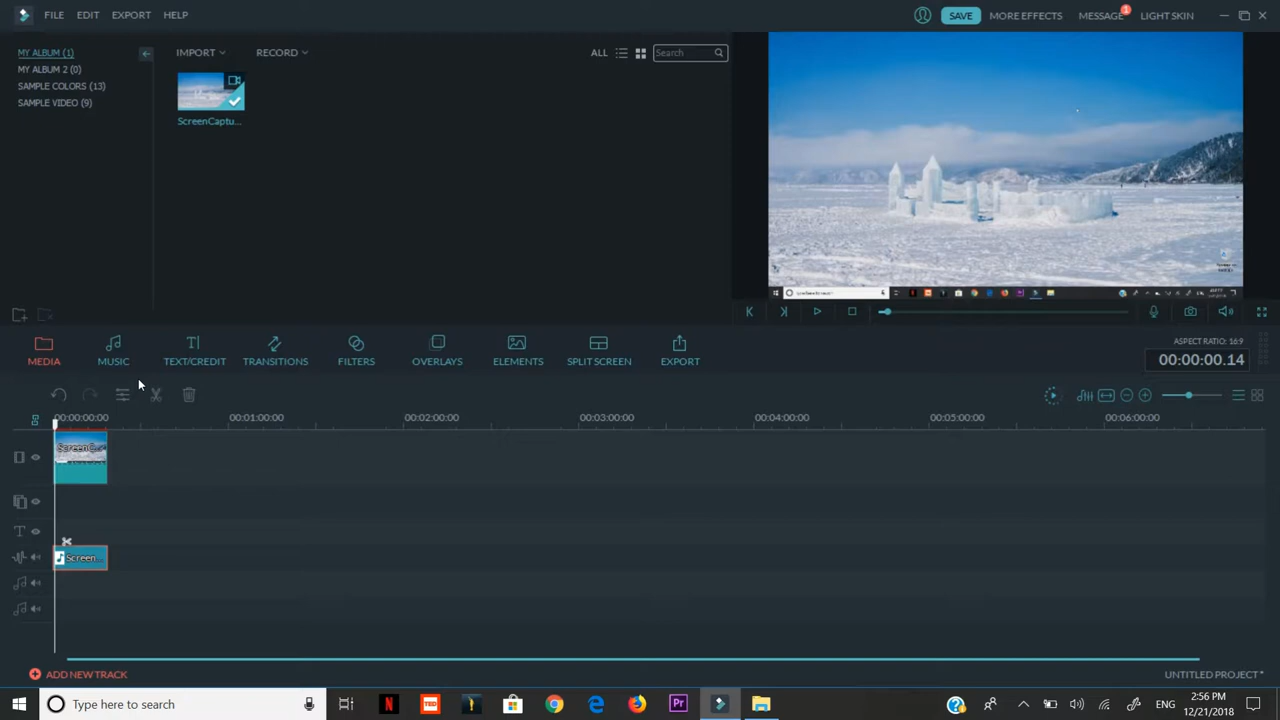 FILE EDIT EXPORT HELP
SAVE MORE EFFECTS MESSAGE 1 LIGHT SKIN
MY ALBUM (1)
MY ALBUM 2 (0)
SAMPLE COLORS (13)
SAMPLE VIDEO (9)
IMPORT RECORD ALL Search
ScreenCaptu...
MEDIA MUSIC TEXT/CREDIT TRANSITIONS FILTERS OVERLAYS ELEMENTS SPLIT SCREEN EXPORT
ASPECT RATIO: 16:9
00:00:00.14
00:00:00:00 00:01:00:00 00:02:00:00 00:03:00:00 00:04:00:00 00:05:00:00 00:06:00:00
Screen...
ADD NEW TRACK
UNTITLED PROJECT *
Type here to search
N TED Pr
ENG
2:56 PM
12/21/2018